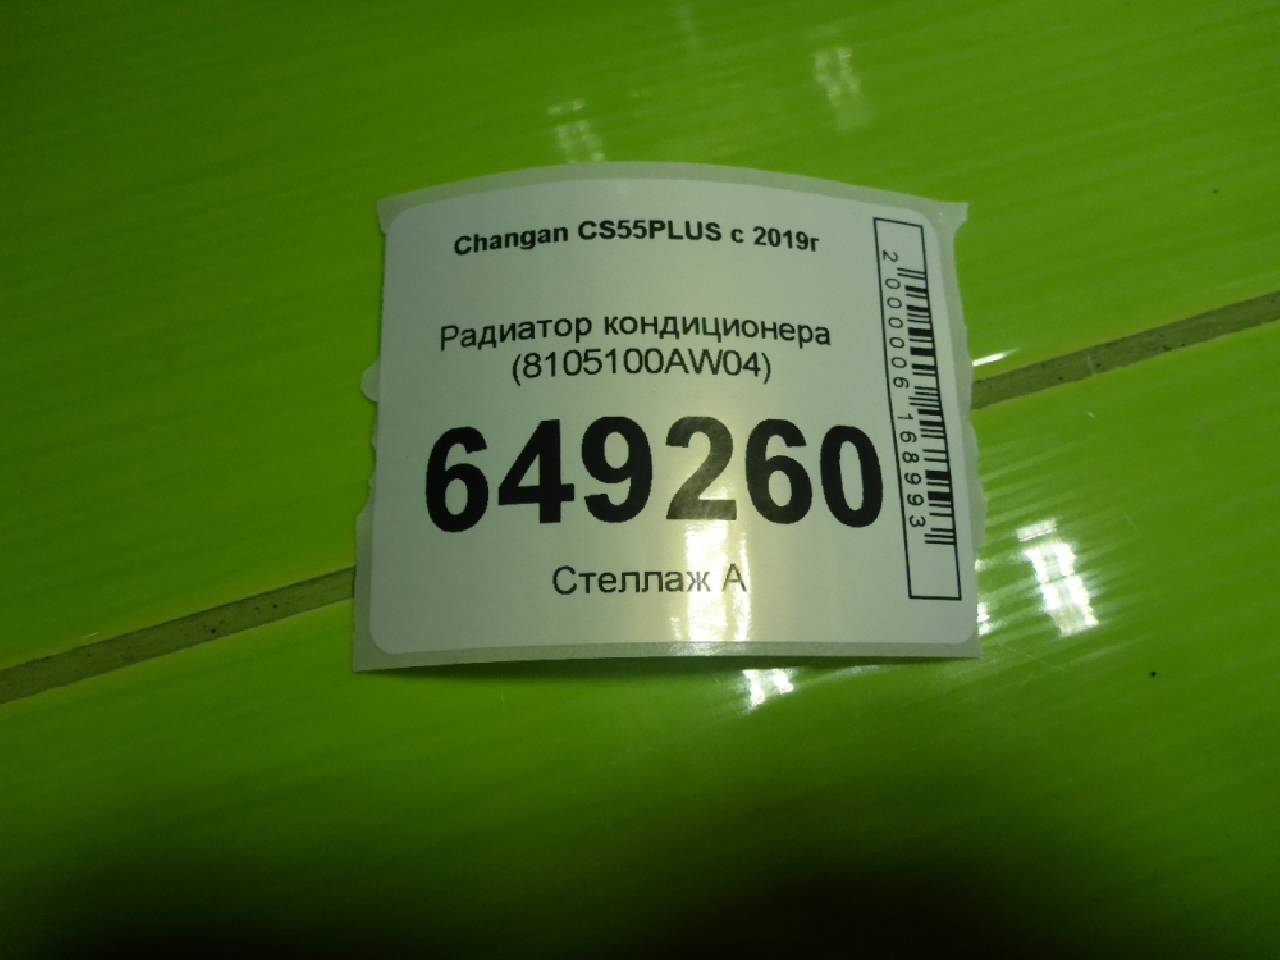 Changan CS55PLUS с 2019г
Радиатор кондиционера
(8105100AW04)
649260
Стеллаж А
2000006168993